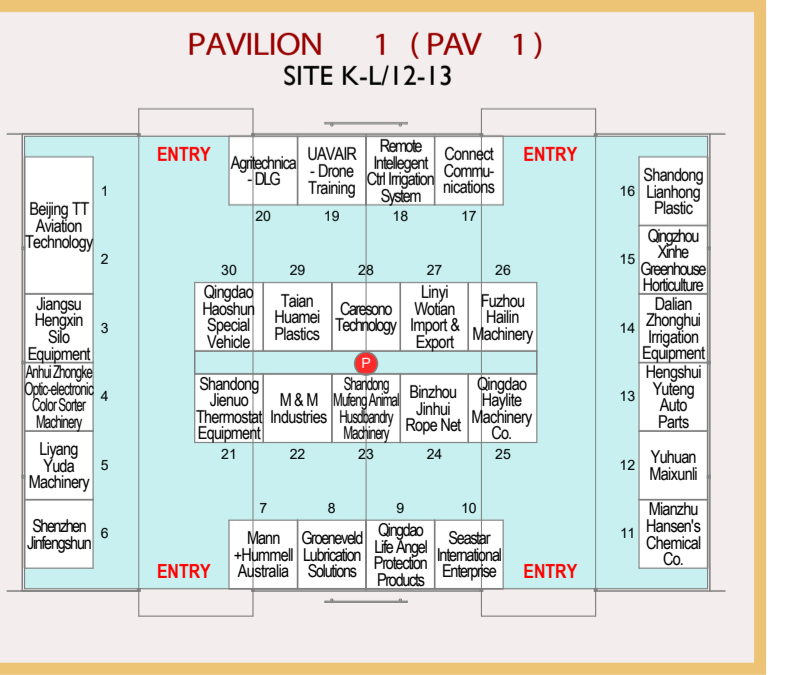 PAVILION 1 (PAV 1)
SITE K-L/12-13
ENTRY
Agritechnica
- DLG
20
UAVAIR
- Drone
Training
19
Remote
Intellegent
Ctrl Irrigation
System
18
Connect
Commu-
nications
17
ENTRY
Beijing TT
Aviation
Technology
1
2
Jiangsu
Hengxin
Silo
Equipment
3
Anhui Zhongke
Optic-electronic
Color Sorter
Machinery
4
Liyang
Yuda
Machinery
5
Shenzhen
Jinfengshun
6
30
Qingdao
Haoshun
Special
Vehicle
29
Taian
Huamei
Plastics
28
Caresono
Technology
27
Linyi
Wotian
Import &
Export
26
Fuzhou
Hailin
Machinery
P
Shandong
Jienuo
Thermostat
Equipment
21
M & M
Industries
22
Shandong
Mufeng Animal
Husdbandry
Machinery
23
Binzhou
Jinhui
Rope Net
24
Qingdao
Haylite
Machinery
Co.
25
16
Shandong
Lianhong
Plastic
15
Qingzhou
Xinhe
Greenhouse
Horticulture
14
Dalian
Zhonghui
Irrigation
Equipment
13
Hengshui
Yuteng
Auto
Parts
12
Yuhuan
Maixunli
11
Mianzhu
Hansen's
Chemical
Co.
ENTRY
7
Mann
+Hummell
Australia
8
Groeneveld
Lubrication
Solutions
9
Qingdao
Life Angel
Protection
Products
10
Seastar
International
Enterprise
ENTRY